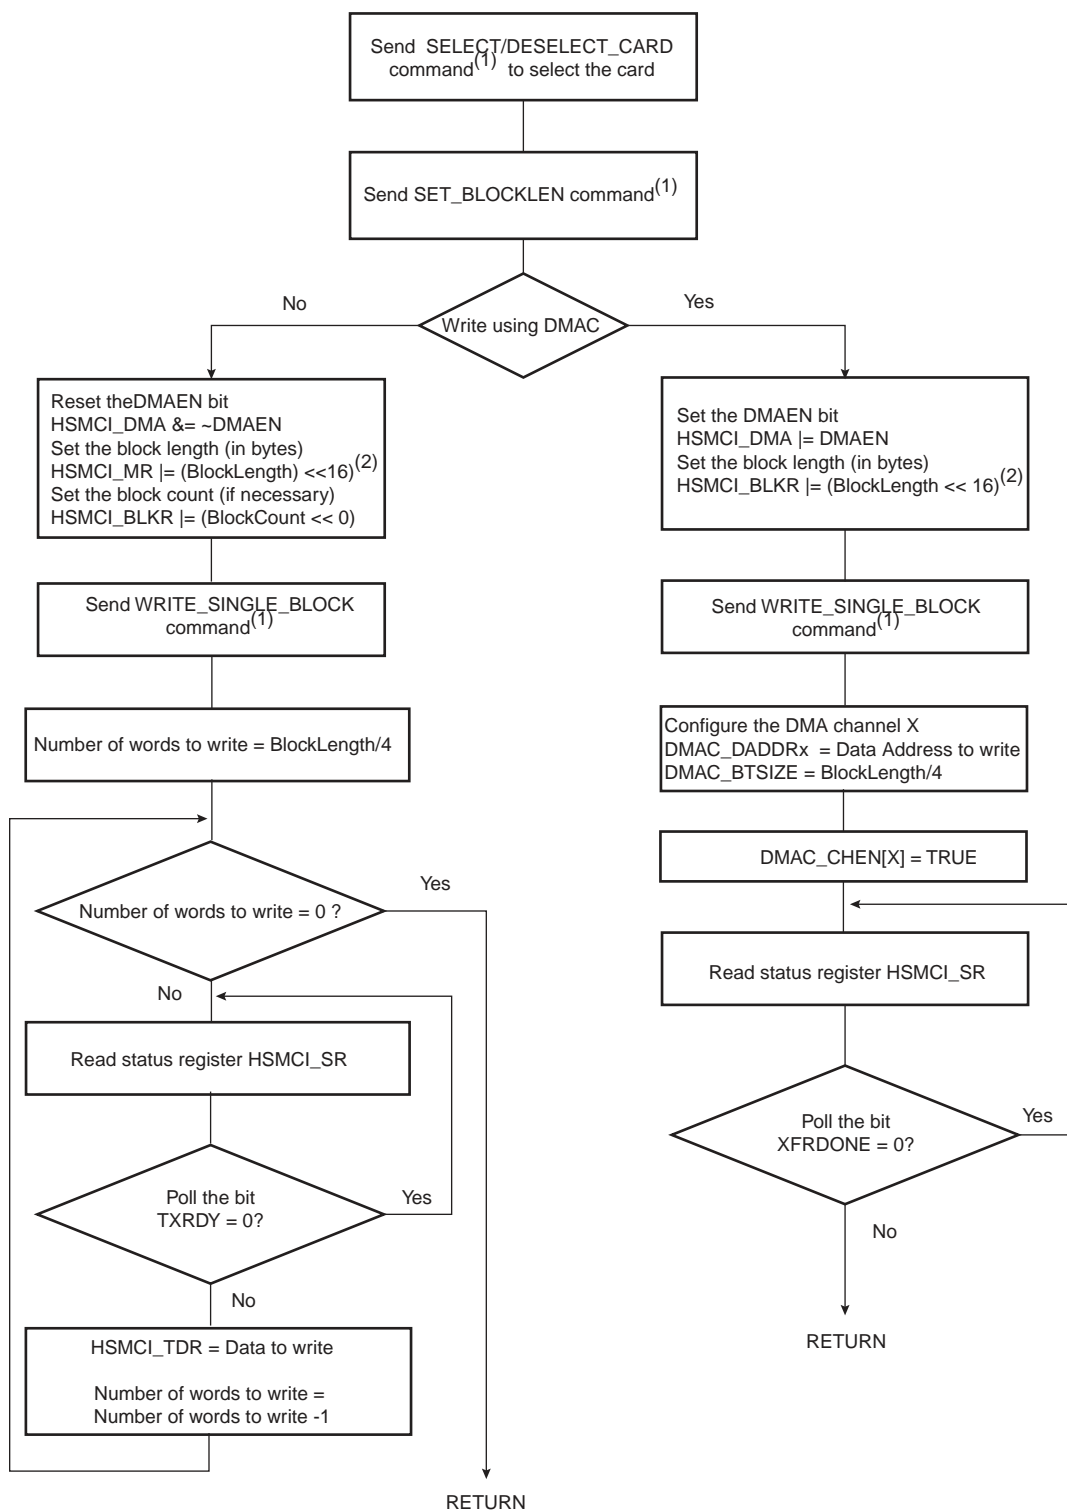 Send SELECT/DESELECT_CARD
command(1) to select the card
Send SET_BLOCKLEN command(1)
No
Yes
Write using DMAC
Reset theDMAEN bit
HSMCI_DMA &= ~DMAEN
Set the block length (in bytes)
HSMCI_MR |= (BlockLength) <<16)(2)
Set the block count (if necessary)
HSMCI_BLKR |= (BlockCount << 0)
Send WRITE_SINGLE_BLOCK
command(1)
Number of words to write = BlockLength/4
Number of words to write = 0 ?
Yes
No
Read status register HSMCI_SR
Poll the bit
TXRDY = 0?
Yes
No
HSMCI_TDR = Data to write
Number of words to write =
Number of words to write -1
RETURN
Set the DMAEN bit
HSMCI_DMA |= DMAEN
Set the block length (in bytes)
HSMCI_BLKR |= (BlockLength << 16)(2)
Send WRITE_SINGLE_BLOCK
command(1)
Configure the DMA channel X
DMAC_DADDRx = Data Address to write
DMAC_BTSIZE = BlockLength/4
DMAC_CHEN[X] = TRUE
Read status register HSMCI_SR
Poll the bit
XFRDONE = 0?
Yes
No
RETURN